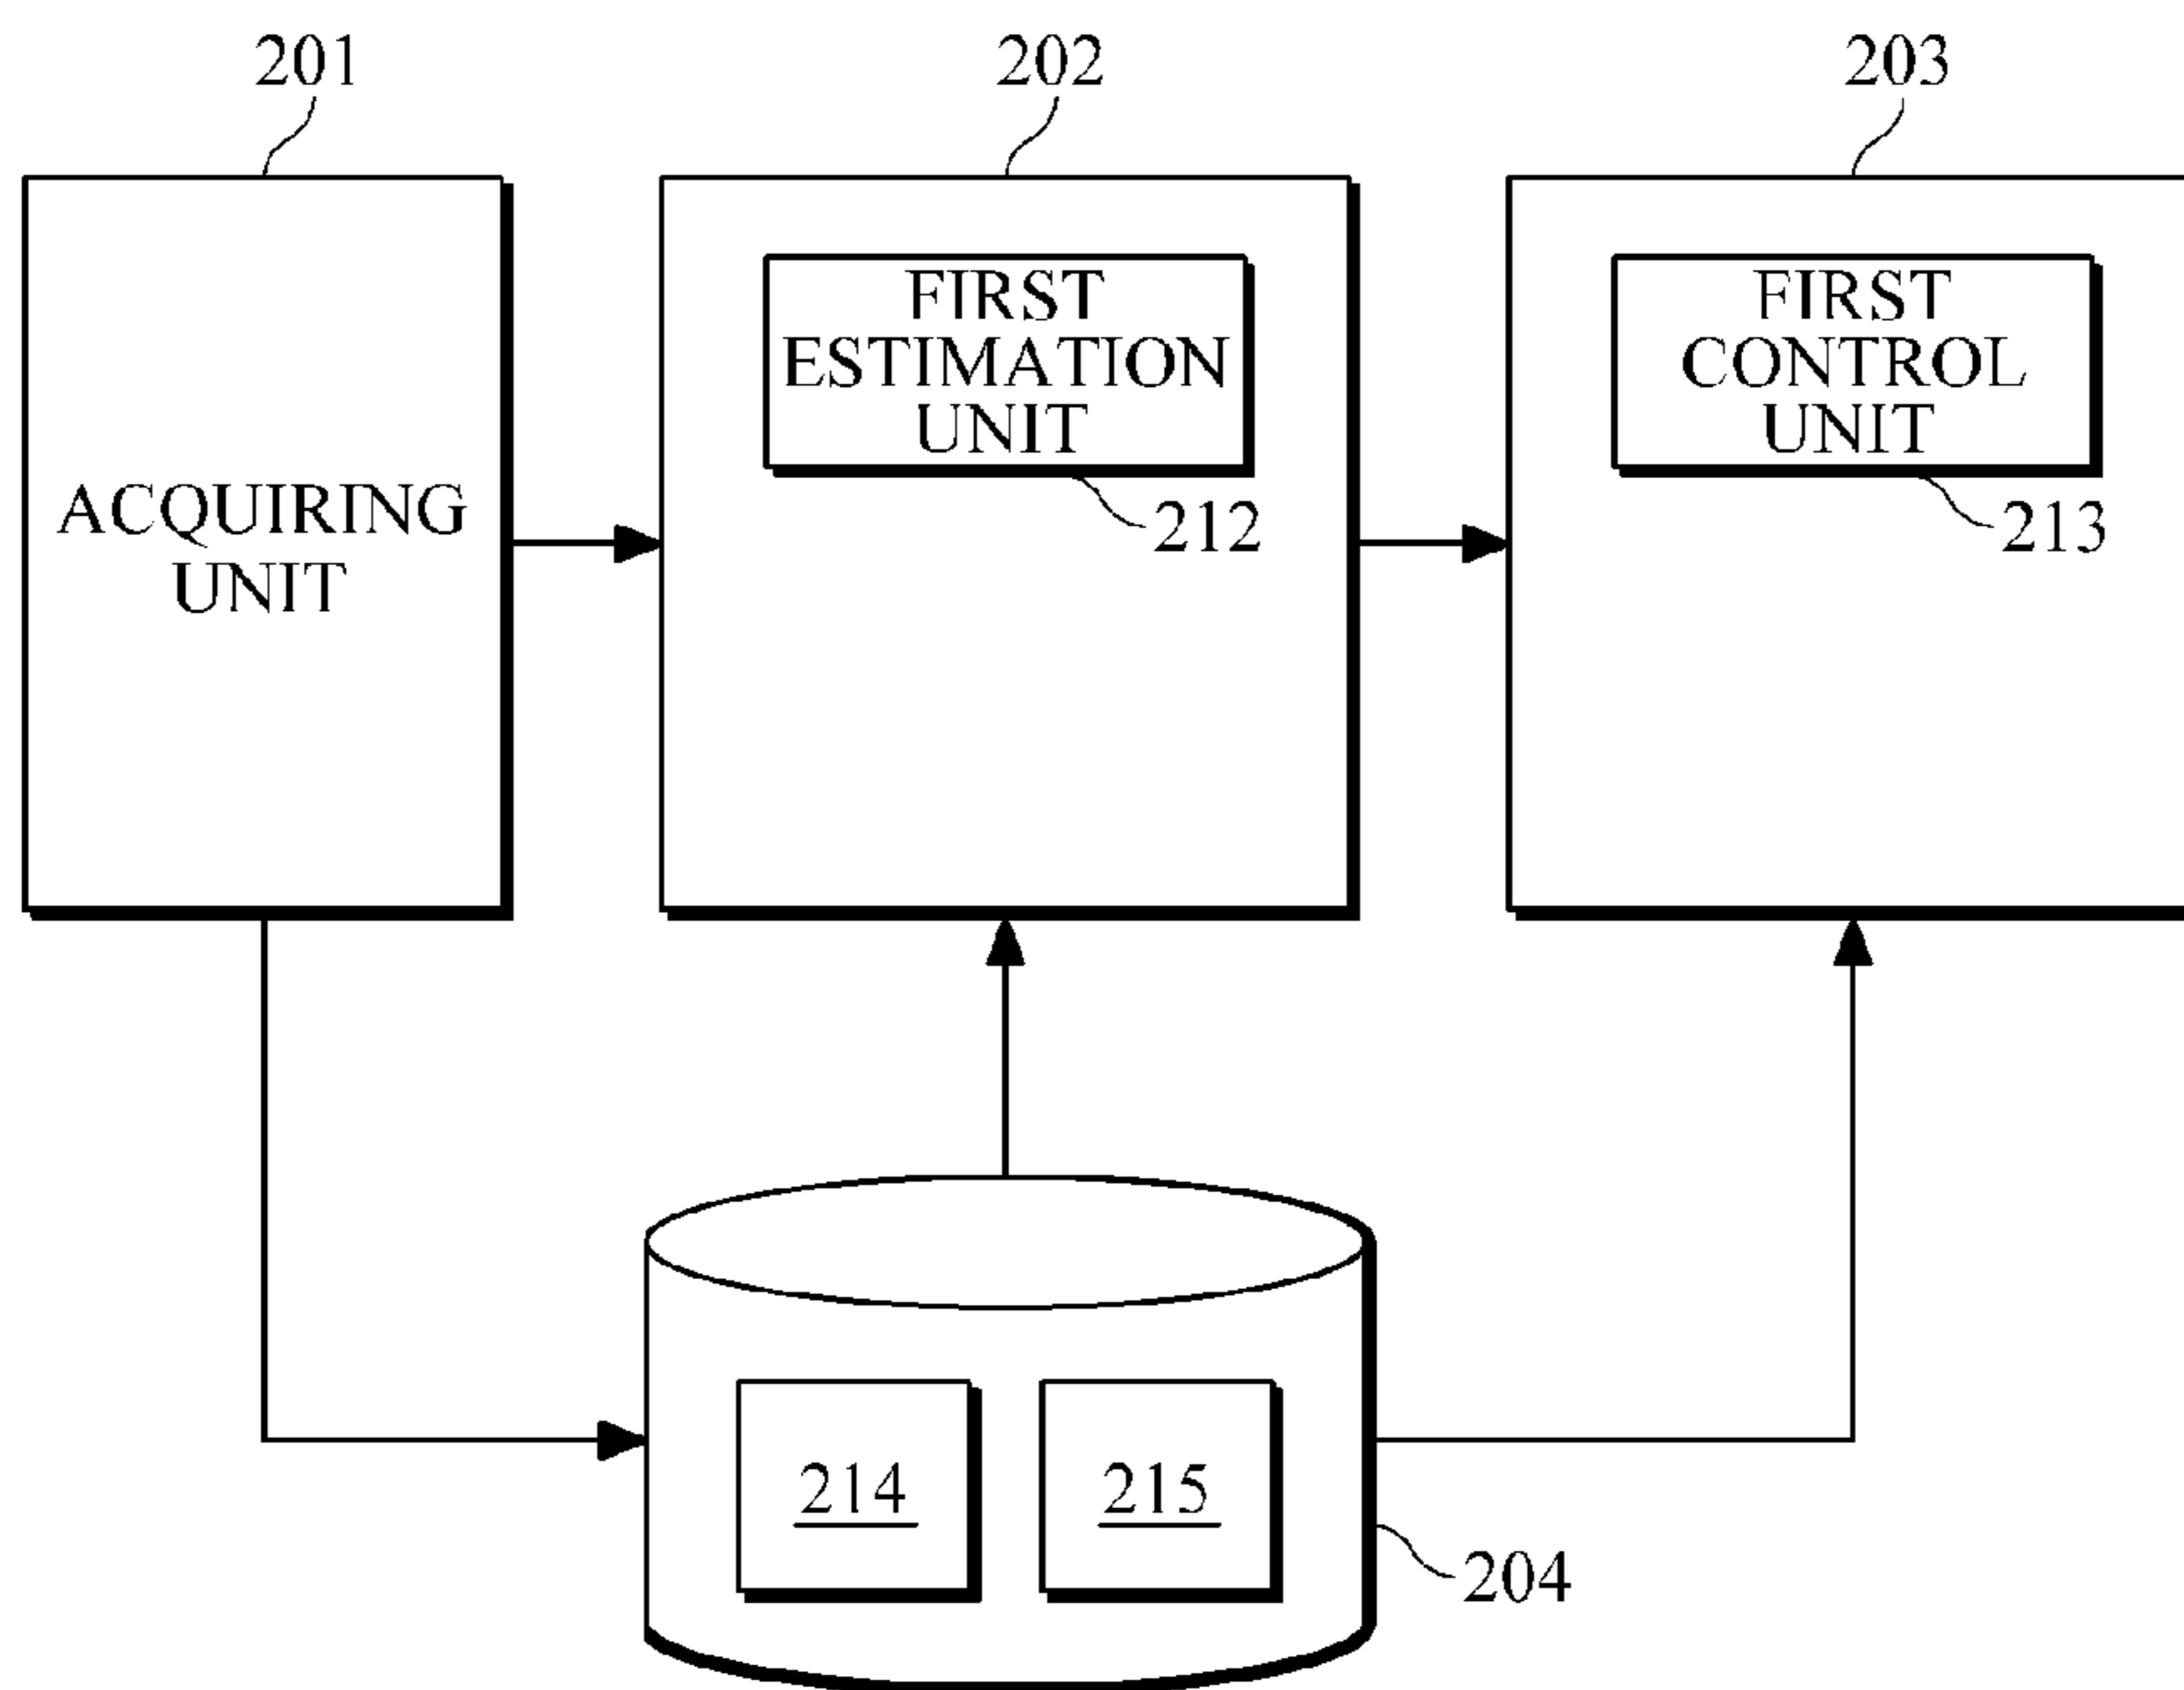 201
202
203
ACQUIRING
UNIT
FIRST
ESTIMATION
UNIT
212
FIRST
CONTROL
UNIT
213
214
215
204